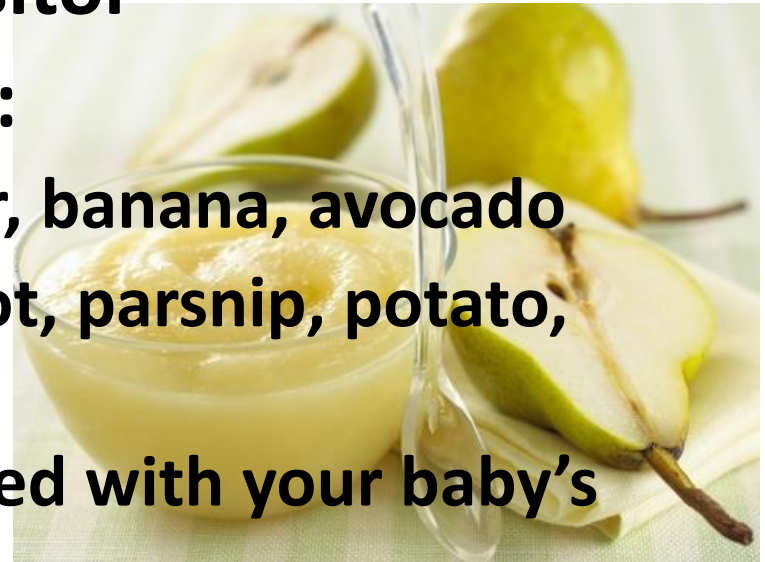 :
, banana, avocado
parsnip, potato,
with your baby's